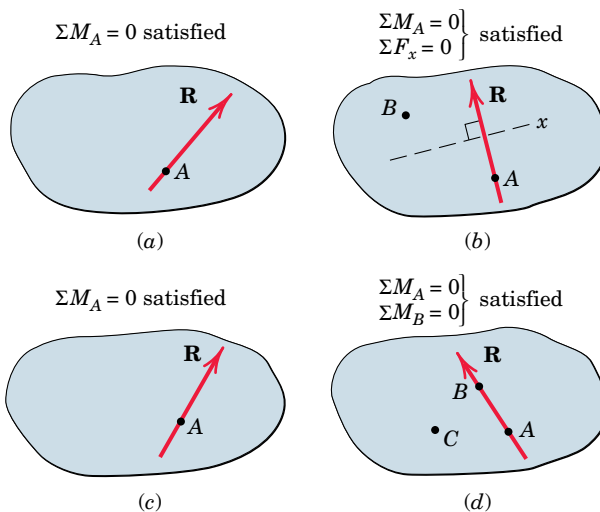 ΣM_A = 0 satisfied
ΣM_A = 0
ΣF_x = 0
satisfied
R
A
B
R
x
A
(a)
(b)
ΣM_A = 0 satisfied
ΣM_A = 0
ΣM_B = 0
satisfied
R
A
R
B
C
A
(c)
(d)